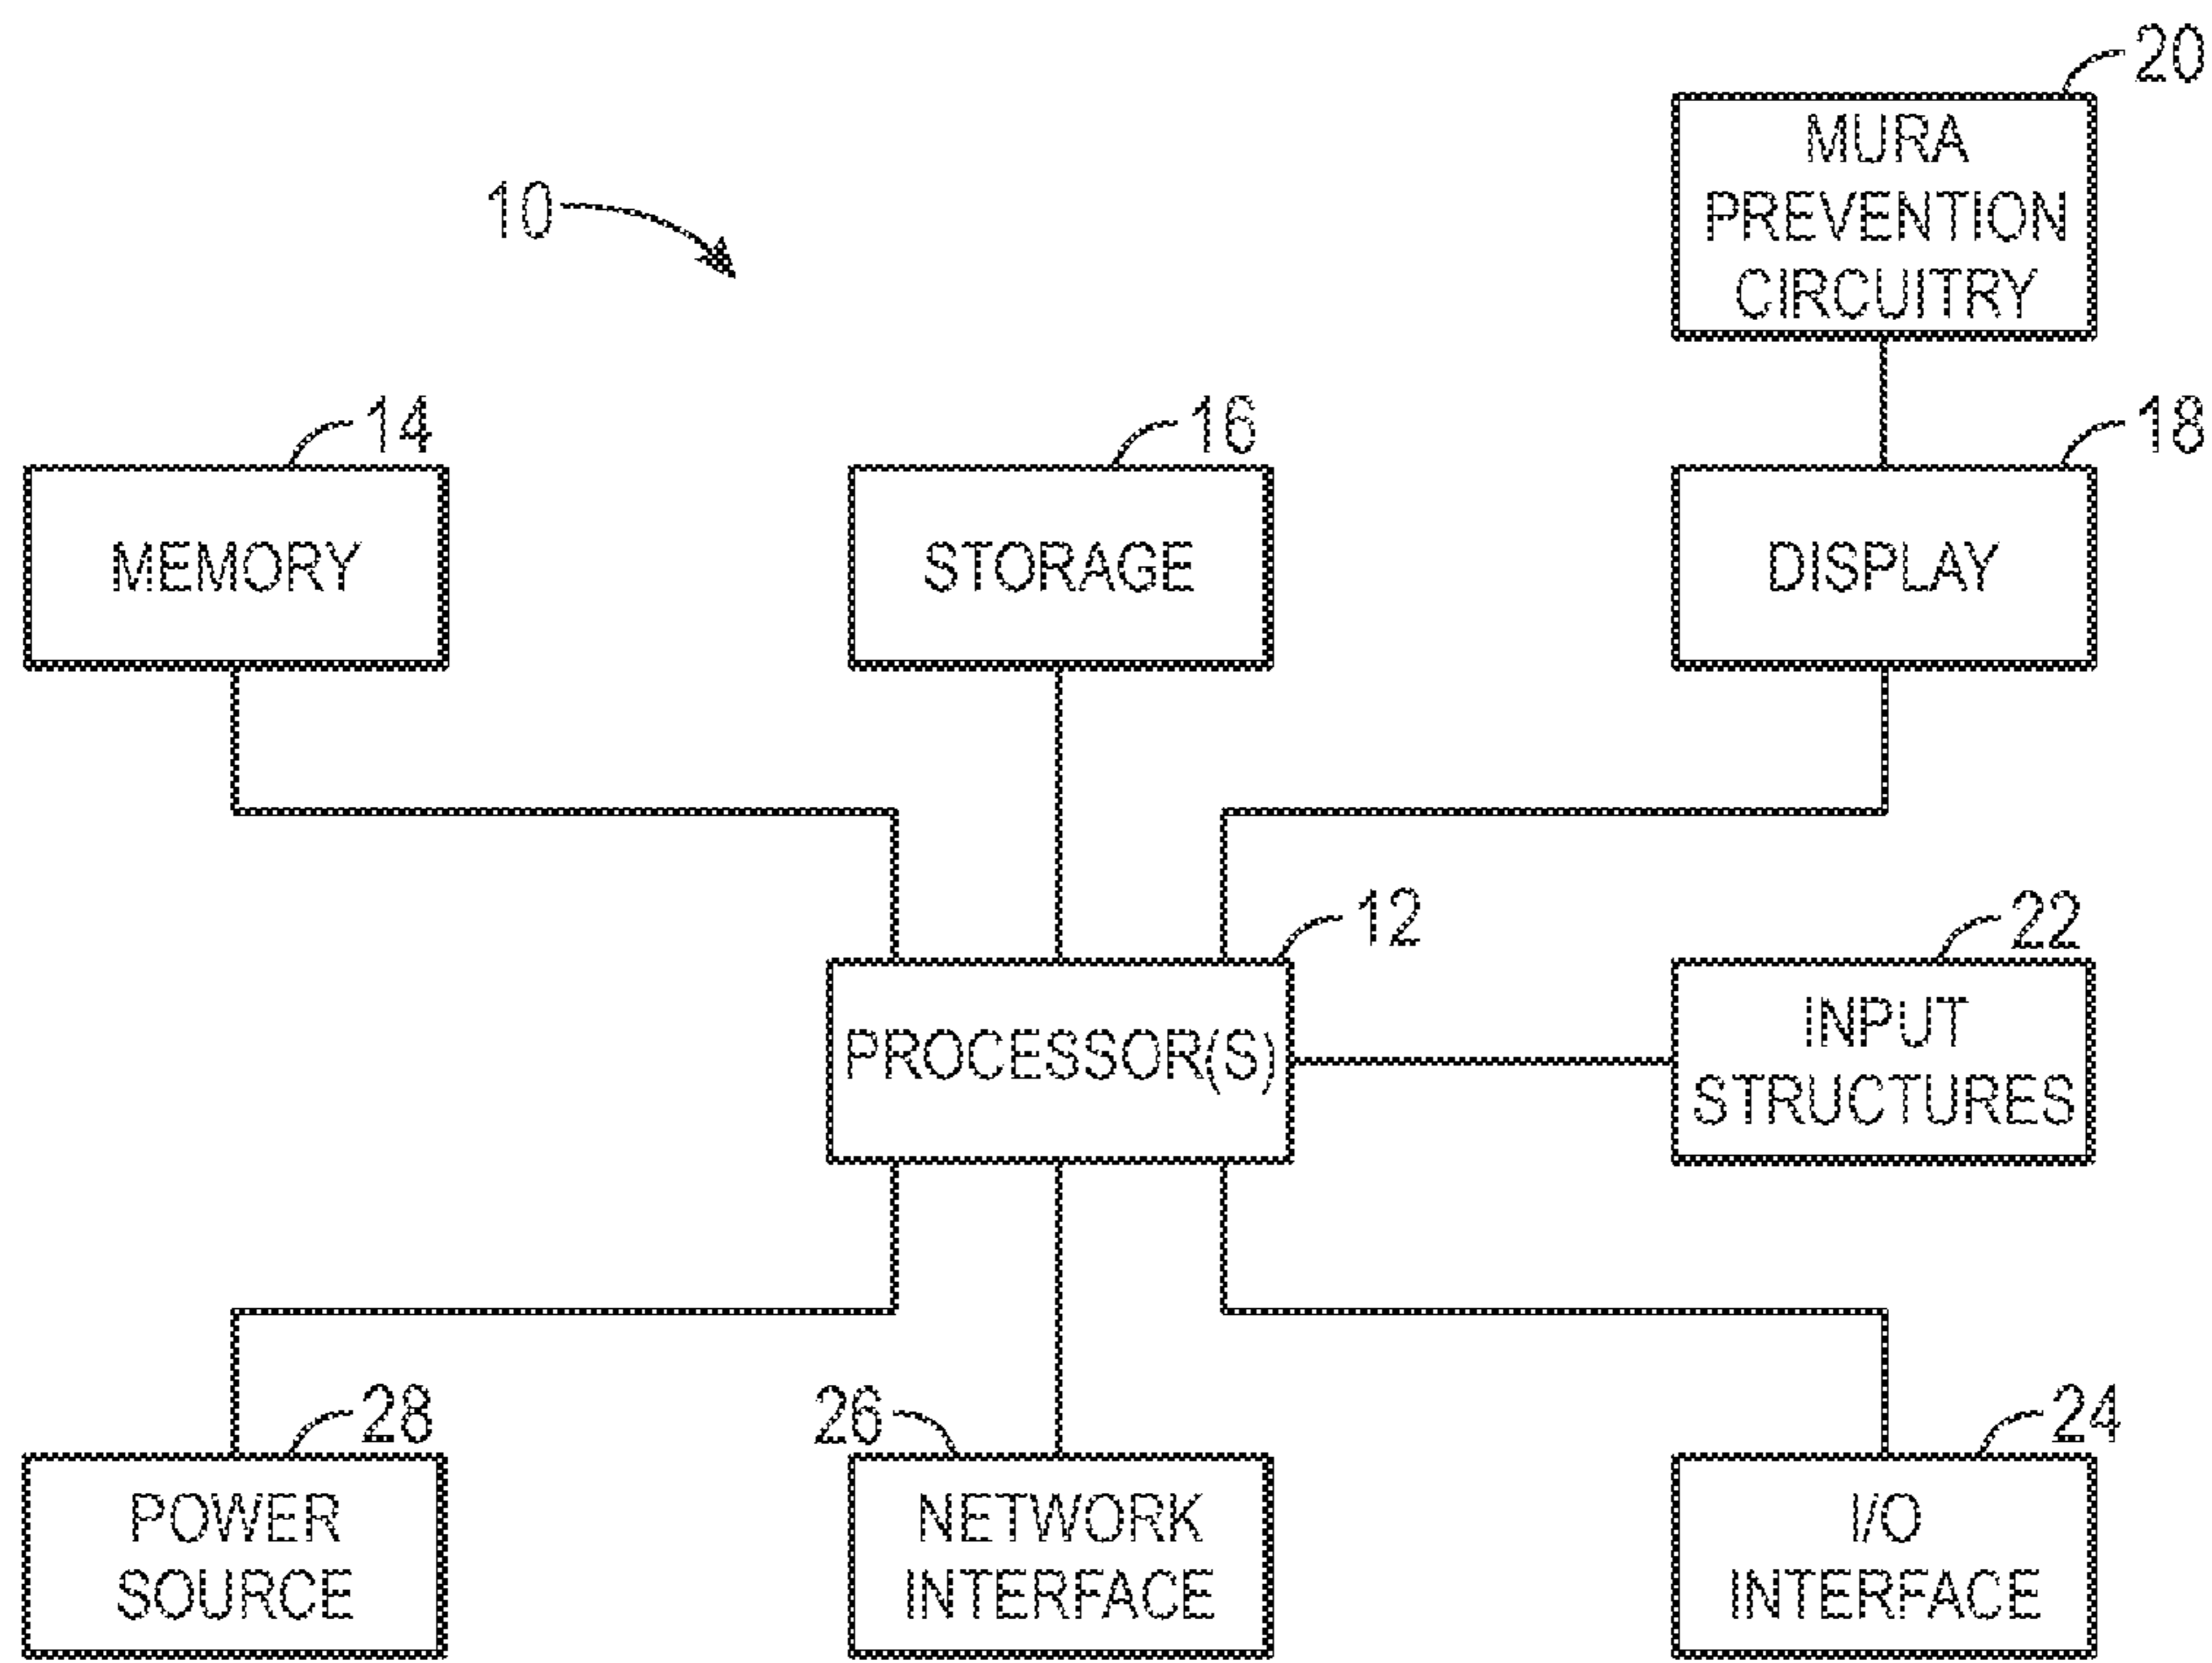 20
MURA
PREVENTION
CIRCUITRY
10
14
16
18
MEMORY
STORAGE
DISPLAY
12
22
PROCESSOR(S)
INPUT
STRUCTURES
28
26
24
POWER
SOURCE
NETWORK
INTERFACE
I/O
INTERFACE